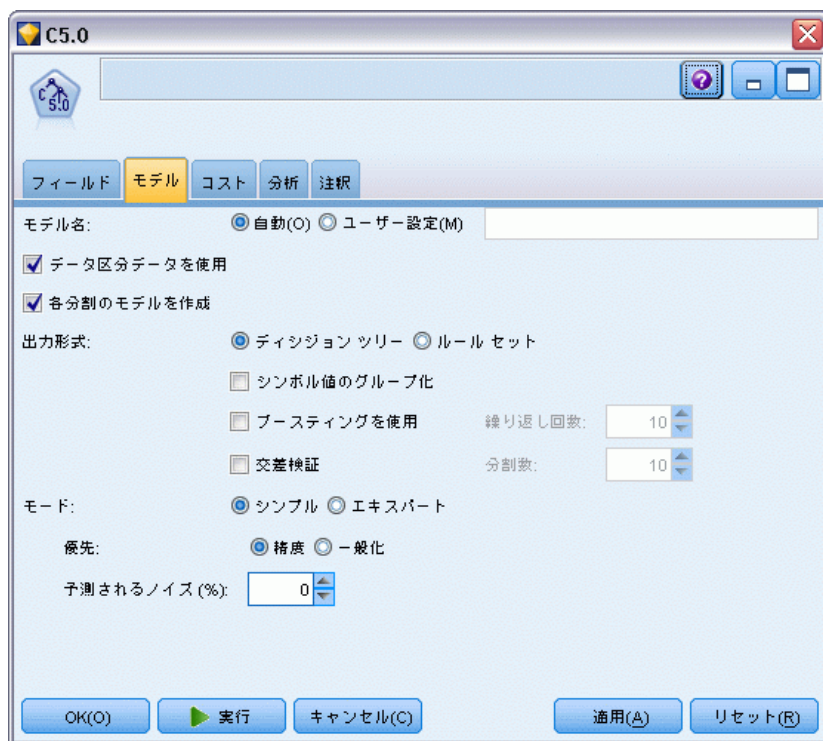 C5.0
C5.0
フィールド モデル コスト 分析 注釈
モデル名: 自動(O) ユーザー設定(M)
データ区分データを使用
各分割のモデルを作成
出力形式: ディシジョン ツリー ルール セット
シンボル値のグループ化
ブースティングを使用 繰り返し回数: 10
交差検証 分割数: 10
モード: シンプル エキスパート
優先: 精度 一般化
予測されるノイズ(%): 0
OK(O) 実行 キャンセル(C) 適用(A) リセット(R)